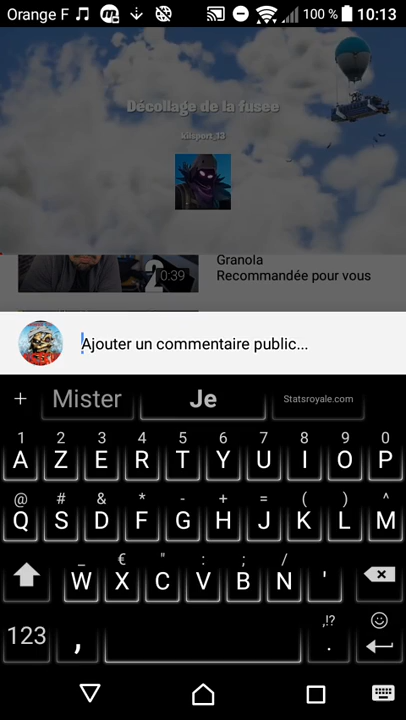 Orange F 100 % 10:13
Décollage de la fusee
kilsport_13
0:39
Granola
Recommandée pour vous
Ajouter un commentaire public...
+ Mister Je Statsroyale.com
1 2 3 4 5 6 7 8 9 0
A Z E R T Y U I O P
@ # & * - + = ( ) ^
Q S D F G H J K L M
_ € " : ; /
W X C V B N '
,!?
123 , .